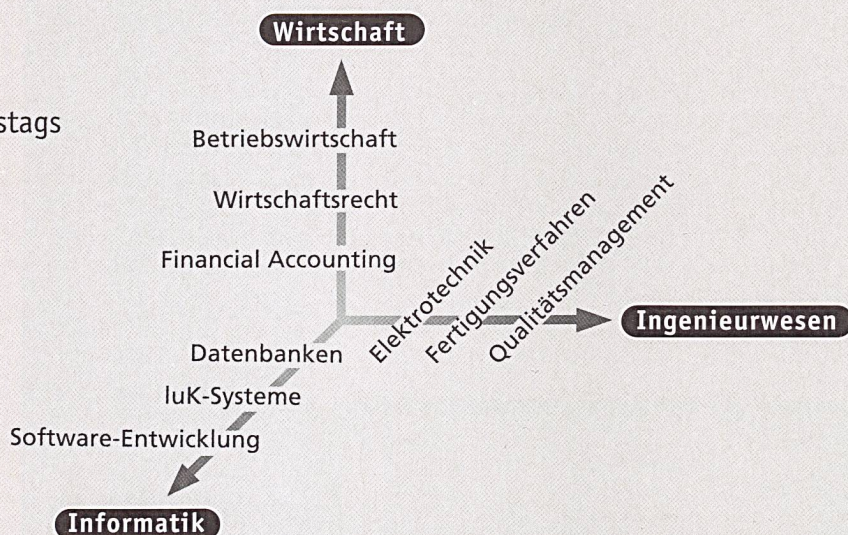 Wirtschaft
stags
Betriebswirtschaft
Wirtschaftsrecht
Financial Accounting
Elektrotechnik
Fertigungsverfahren
Qualitätsmanagement
Ingenieurwesen
Datenbanken
IuK-Systeme
Software-Entwicklung
Informatik